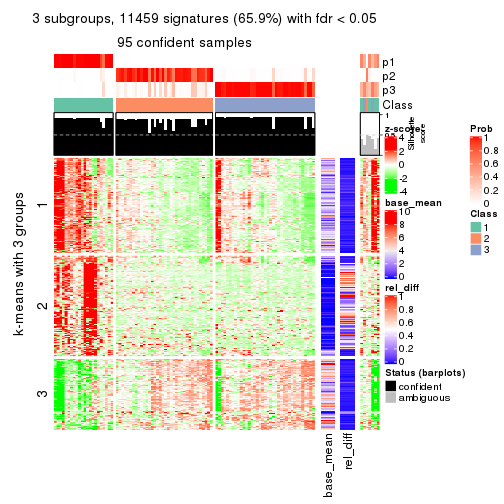 3 subgroups, 11459 signatures (65.9%) with fdr < 0.05
95 confident samples
p1
p2
p3
Class
1
0.5
Silhouette
score
z-score
4
2
0
-2
-4
base_mean
10
8
6
4
2
0
rel_diff
1
0.8
0.6
0.4
0.2
0
Prob
1
0.8
0.6
0.4
0.2
0
Class
1
2
3
Status (barplots)
confident
ambiguous
k-means with 3 groups
1
2
3
base_mean
rel_diff